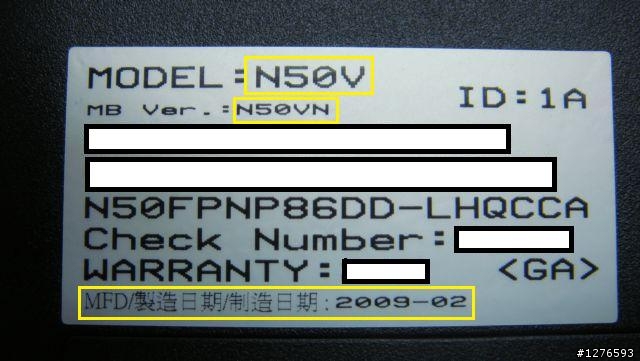 MODEL:N50V
ID:1A
MB Ver.:N50VN
N50FPNP86DD-LHQCCA
Check Number:
WARRANTY: <GA>
MFD/製造日期/制造日期:2009-02
#1276593